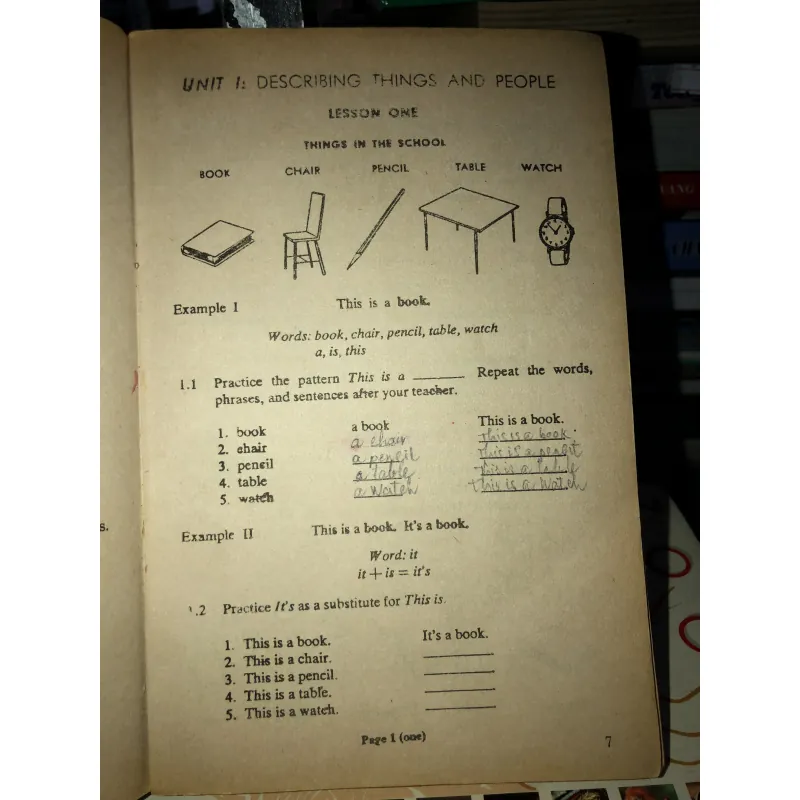 UNIT 1: DESCRIBING THINGS AND PEOPLE
LESSON ONE
THINGS IN THE SCHOOL
BOOK CHAIR PENCIL TABLE WATCH
Example I This is a book.
Words: book, chair, pencil, table, watch
a, is, this
1.1 Practice the pattern This is a ______ Repeat the words,
phrases, and sentences after your teacher.
1. book a book This is a book.
2. chair a chair This is a book.
3. pencil a pencil This is a pencil
4. table a table This is a table
5. watch a watch This is a watch
Example II This is a book. It's a book.
Word: it
it + is = it's
1.2 Practice It's as a substitute for This is.
1. This is a book. It's a book.
2. This is a chair.
3. This is a pencil.
4. This is a table.
5. This is a watch.
Page 1 (one) 7
s.